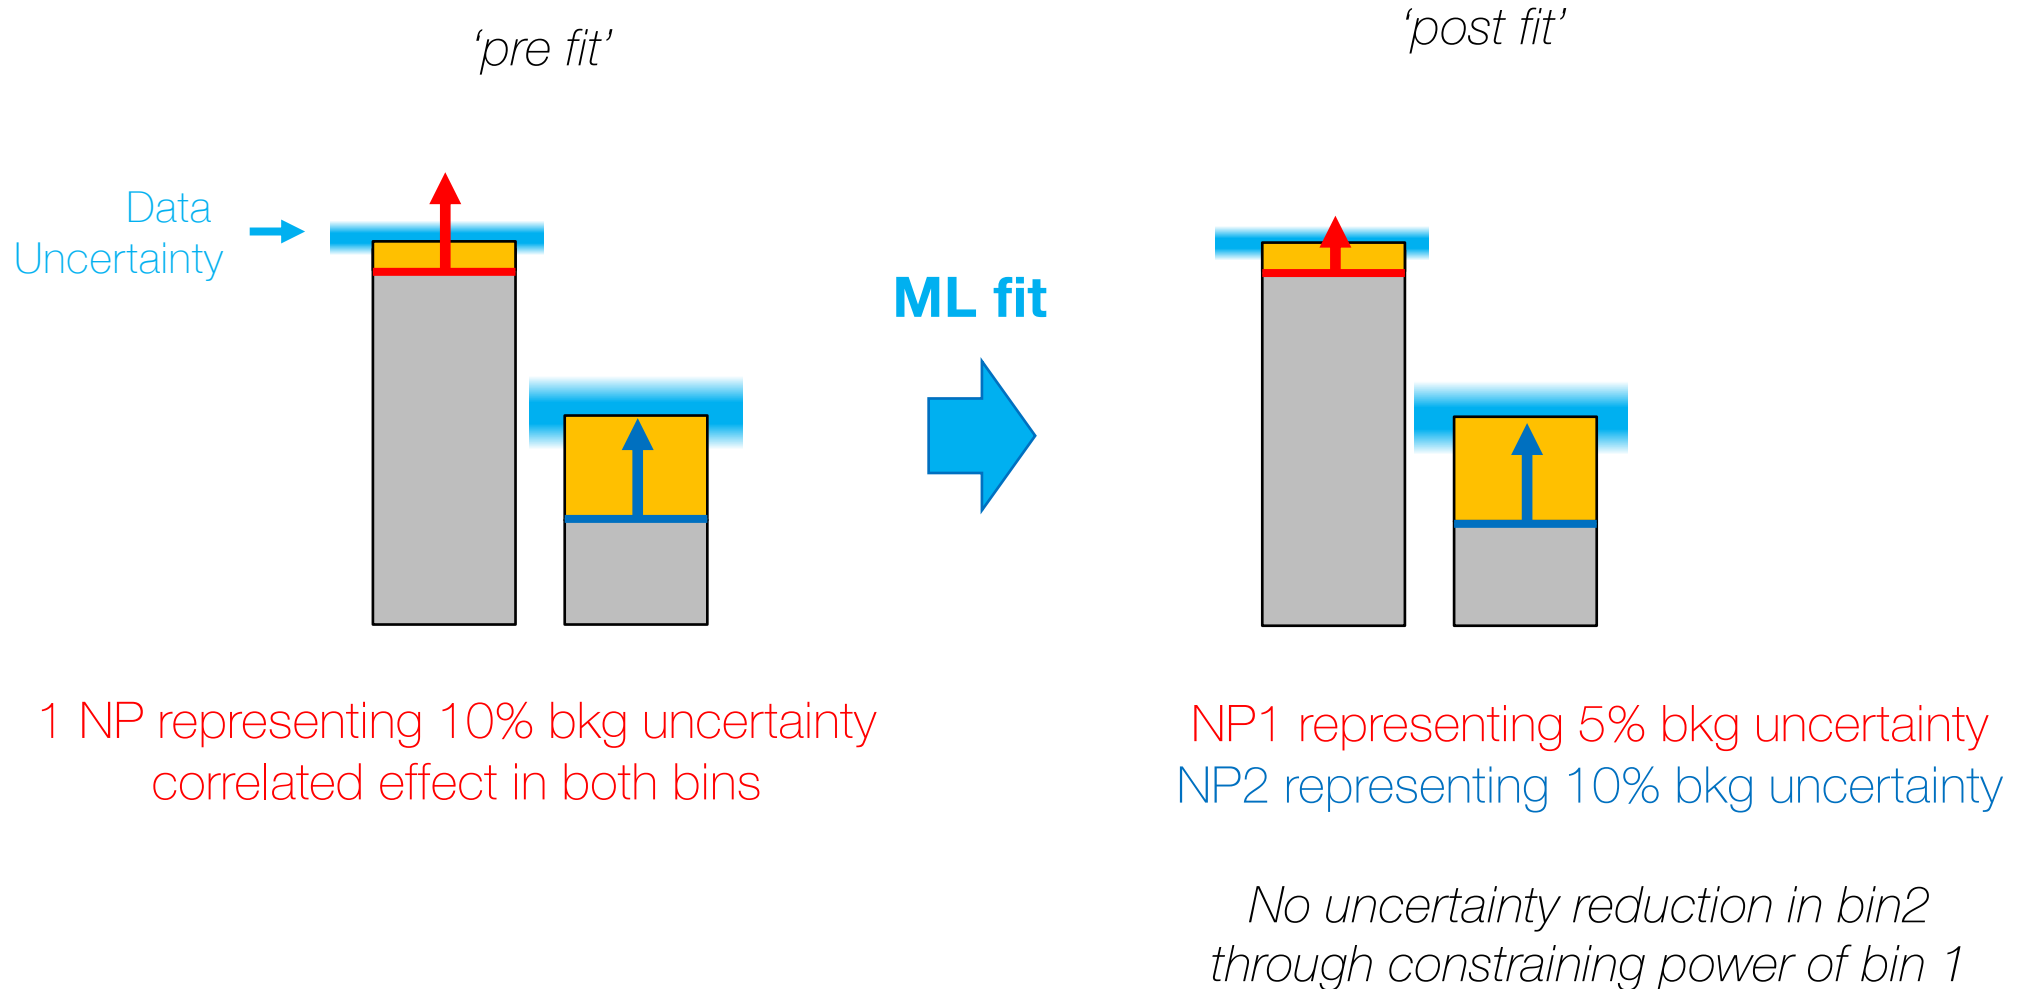 ‘pre fit’
‘post fit’
Data
Uncertainty
ML fit
1 NP representing 10% bkg uncertainty
correlated effect in both bins
NP1 representing 5% bkg uncertainty
NP2 representing 10% bkg uncertainty
No uncertainty reduction in bin2
through constraining power of bin 1